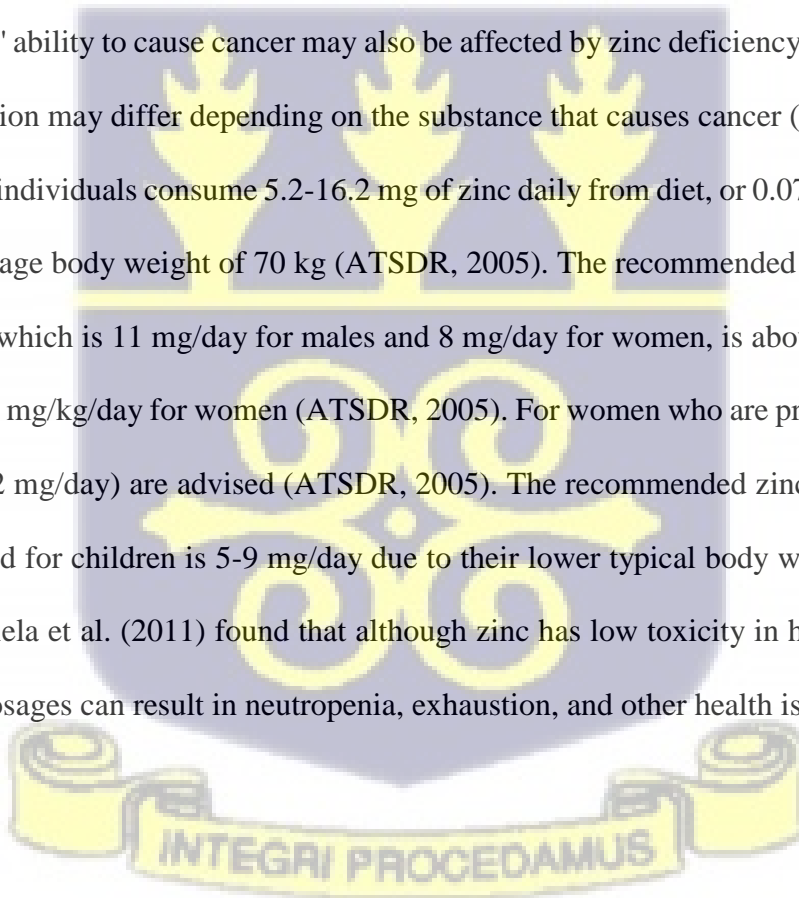 ' ability to cause cancer may also be affected by zinc deficiency
ion may differ depending on the substance that causes cancer (
individuals consume 5.2-16.2 mg of zinc daily from diet, or 0.07
age body weight of 70 kg (ATSDR, 2005). The recommended
which is 11 mg/day for males and 8 mg/day for women, is abo
mg/kg/day for women (ATSDR, 2005). For women who are pr
2 mg/day) are advised (ATSDR, 2005). The recommended zinc
d for children is 5-9 mg/day due to their lower typical body w
ela et al. (2011) found that although zinc has low toxicity in h
osages can result in neutropenia, exhaustion, and other health is
INTEGRI PROCEDAMUS